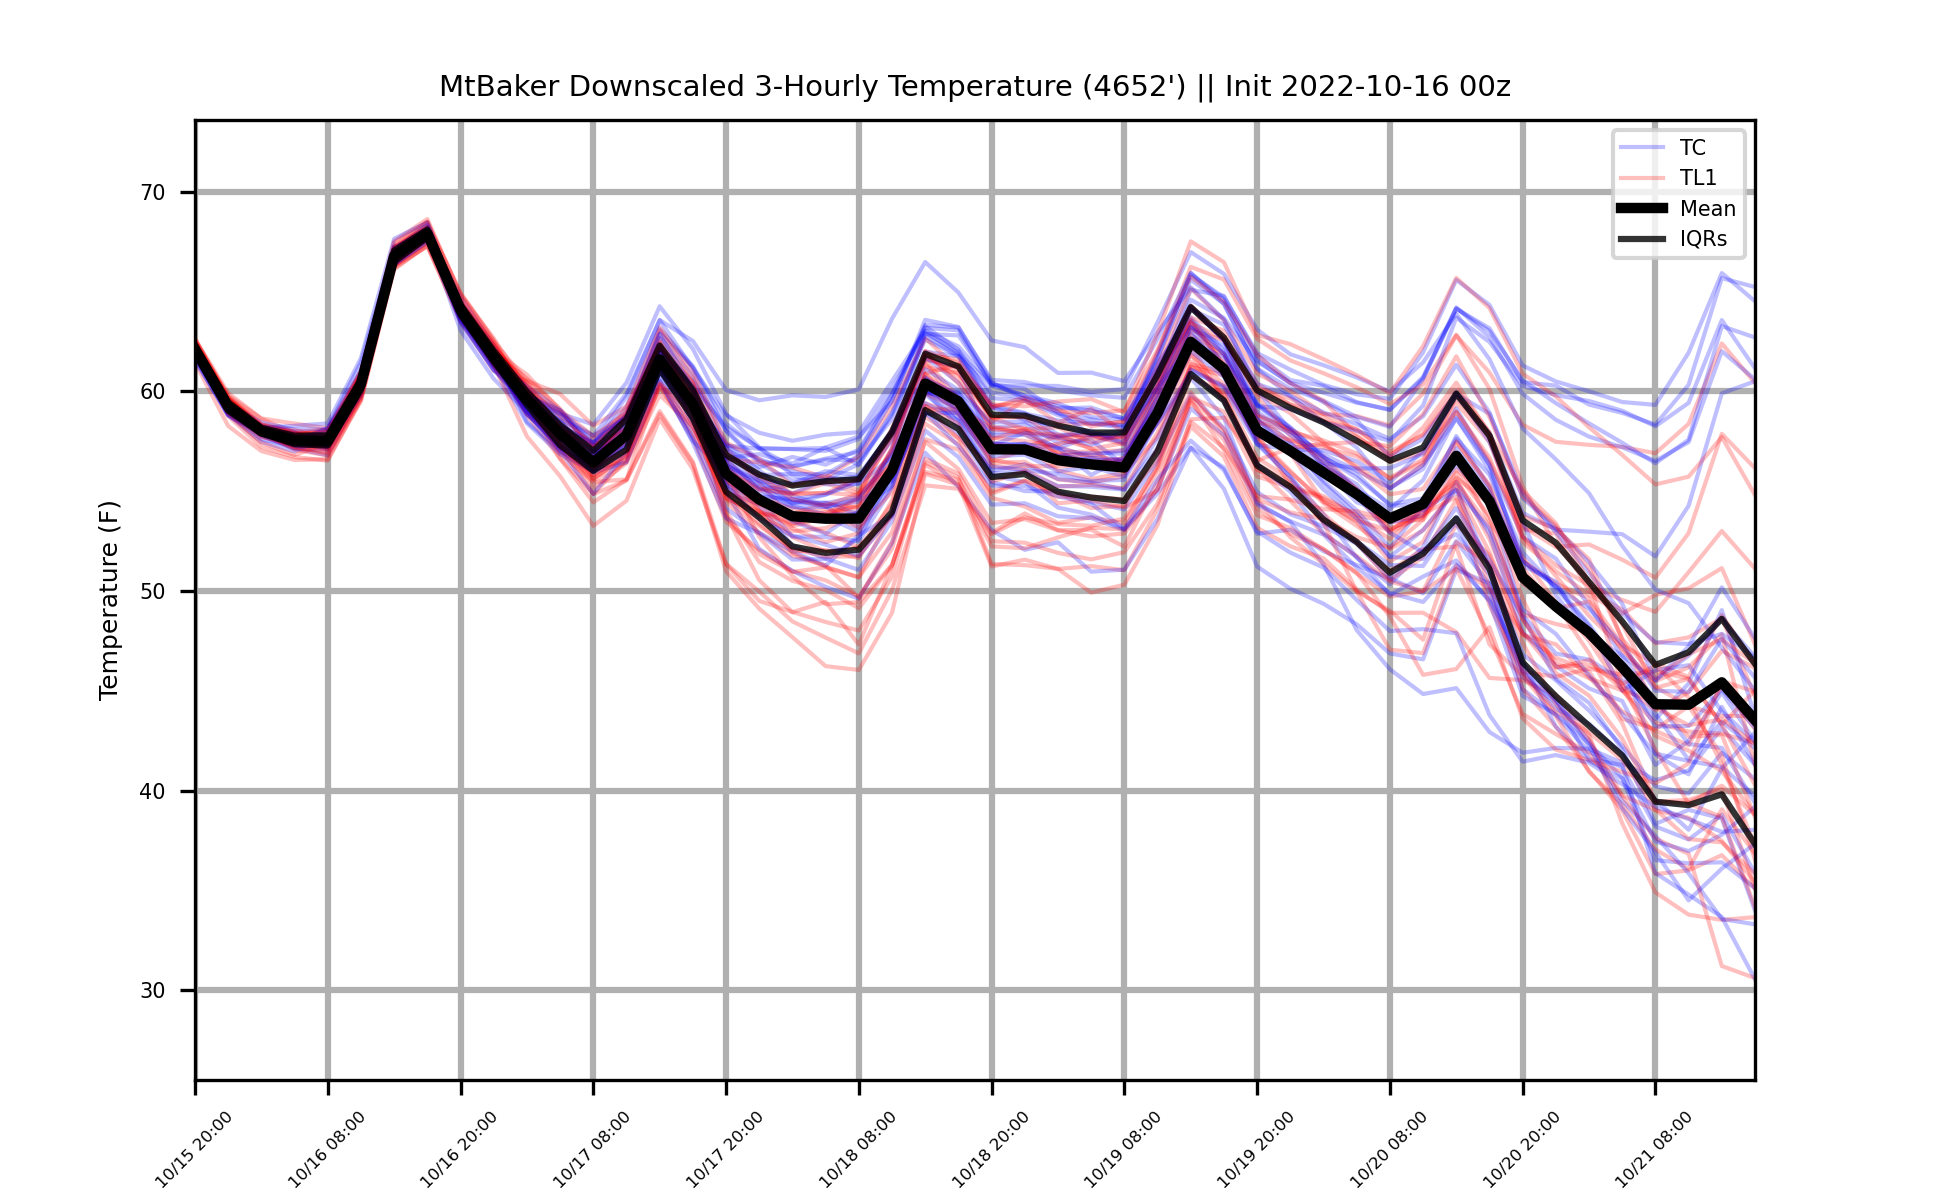 MtBaker Downscaled 3-Hourly Temperature (4652') || Init 2022-10-16 00z
TC
TL1
Mean
IQRs
70
60
50
40
30
Temperature (F)
10/15 20:00
10/16 08:00
10/16 20:00
10/17 08:00
10/17 20:00
10/18 08:00
10/18 20:00
10/19 08:00
10/19 20:00
10/20 08:00
10/20 20:00
10/21 08:00